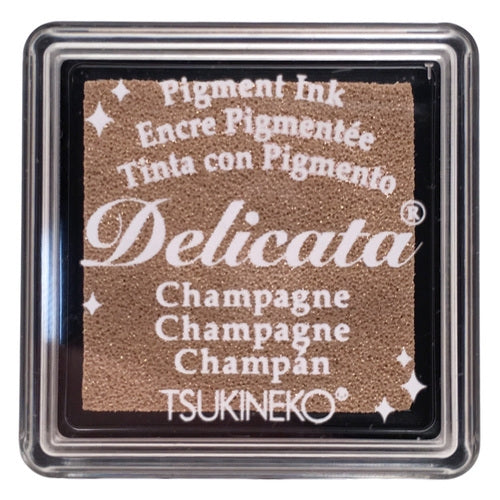 Pigment Ink
Encre Pigmentée
Tinta con Pigmento
Delicata®
Champagne
Champagne
Champán
TSUKINEKO®